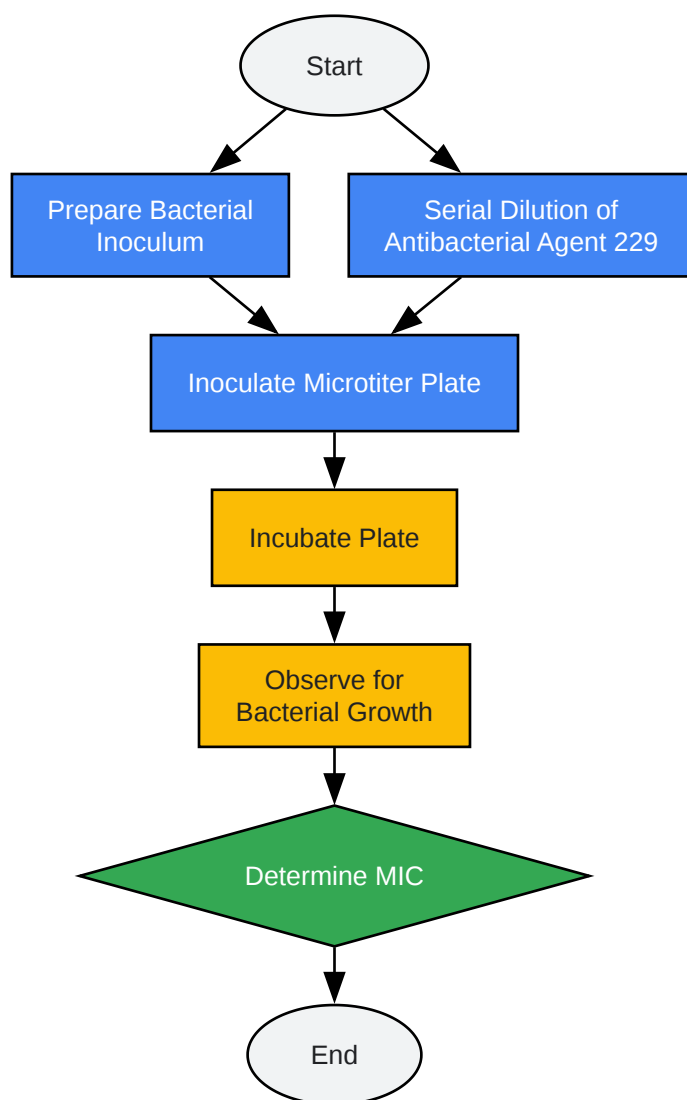 Start
Prepare Bacterial
Inoculum
Serial Dilution of
Antibacterial Agent 229
Inoculate Microtiter Plate
Incubate Plate
Observe for
Bacterial Growth
Determine MIC
End